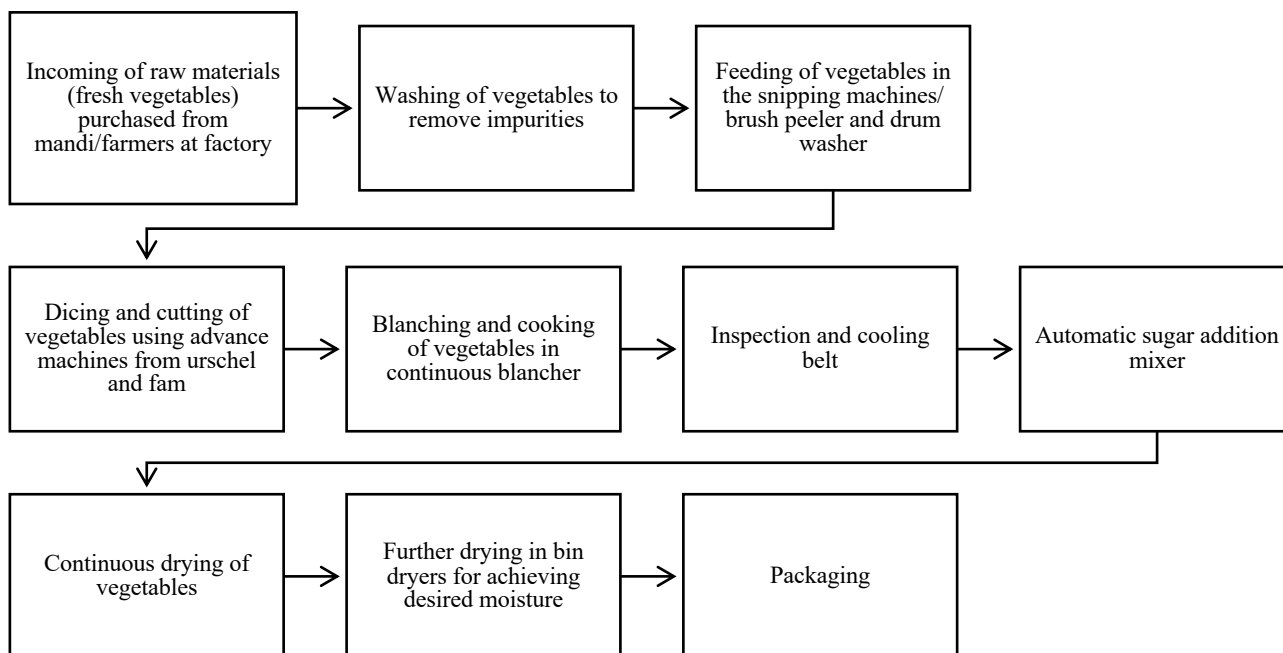 Incoming of raw materials
(fresh vegetables)
purchased from
mandi/farmers at factory
Washing of vegetables to
remove impurities
Feeding of vegetables in
the snipping machines/
brush peeler and drum
washer
Dicing and cutting of
vegetables using advance
machines from urschel
and fam
Blanching and cooking
of vegetables in
continuous blancher
Inspection and cooling
belt
Automatic sugar addition
mixer
Continuous drying of
vegetables
Further drying in bin
dryers for achieving
desired moisture
Packaging